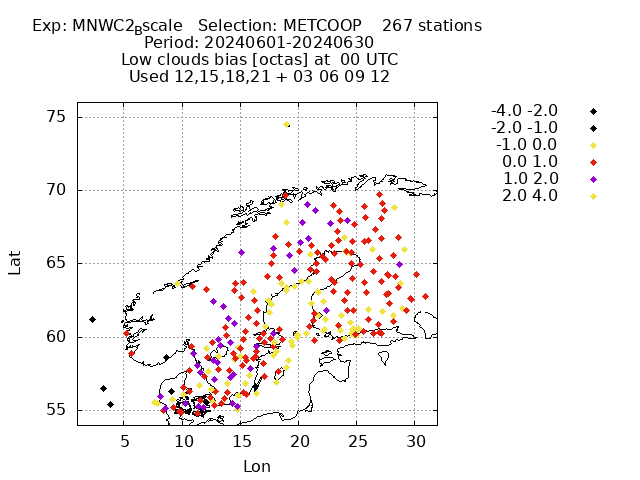 Exp: MNWC2_Bscale   Selection: METCOOP    267 stations
Period: 20240601-20240630
Low clouds bias [octas] at  00 UTC
Used 12,15,18,21 + 03 06 09 12
-4.0 -2.0
-2.0 -1.0
-1.0 0.0
0.0 1.0
1.0 2.0
2.0 4.0
75
70
65
60
55
Lat
5 10 15 20 25 30
Lon